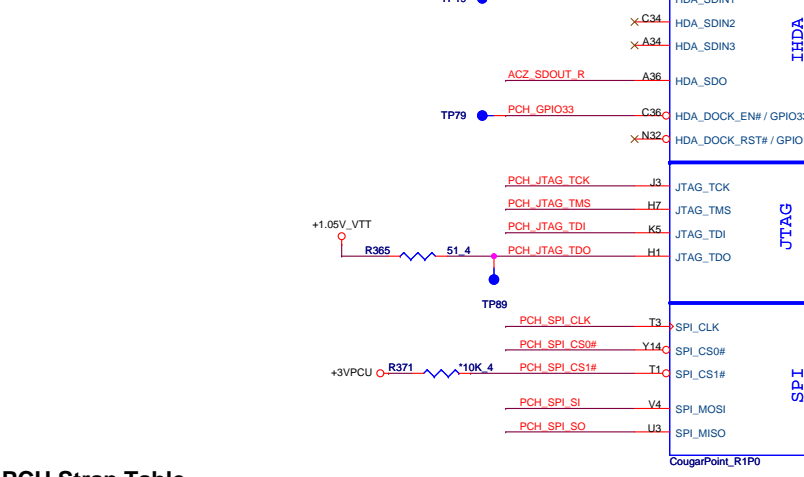 HDA_SDIN1
C34 HDA_SDIN2
A34 HDA_SDIN3
IHDA
ACZ_SDOUT_R A36 HDA_SDO
TP79 PCH_GPIO33 C36 HDA_DOCK_EN# / GPIO33
N32 HDA_DOCK_RST# / GPIO
PCH_JTAG_TCK J3 JTAG_TCK
PCH_JTAG_TMS H7 JTAG_TMS
JTAG
+1.05V_VTT
PCH_JTAG_TDI K5 JTAG_TDI
R365 51_4 PCH_JTAG_TDO H1 JTAG_TDO
TP89
PCH_SPI_CLK T3 SPI_CLK
PCH_SPI_CS0# Y14 SPI_CS0#
+3VPCU R371 *10K_4 PCH_SPI_CS1# T1 SPI_CS1#
SPI
PCH_SPI_SI V4 SPI_MOSI
PCH_SPI_SO U3 SPI_MISO
CougarPoint_R1P0
PCH Strap Table